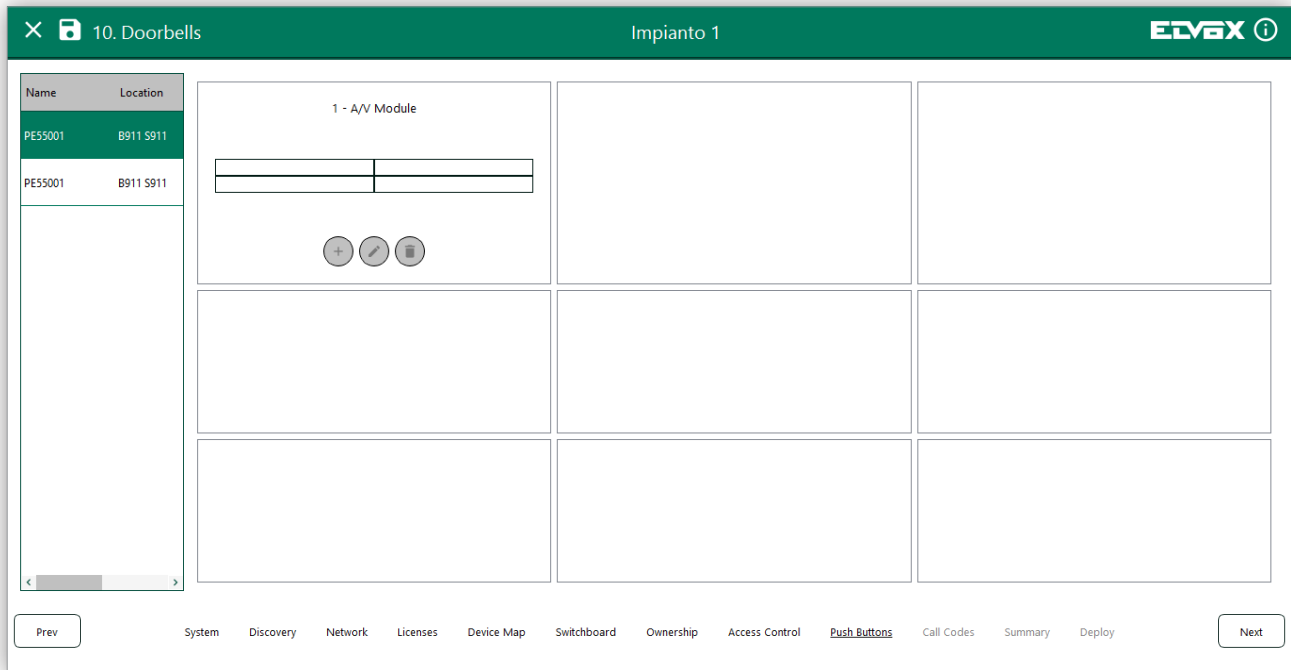 10. Doorbells
Impianto 1
ELVOX
Name Location
PE55001 B911 S911
PE55001 B911 S911
1 - A/V Module
Prev System Discovery Network Licenses Device Map Switchboard Ownership Access Control Push Buttons Call Codes Summary Deploy Next